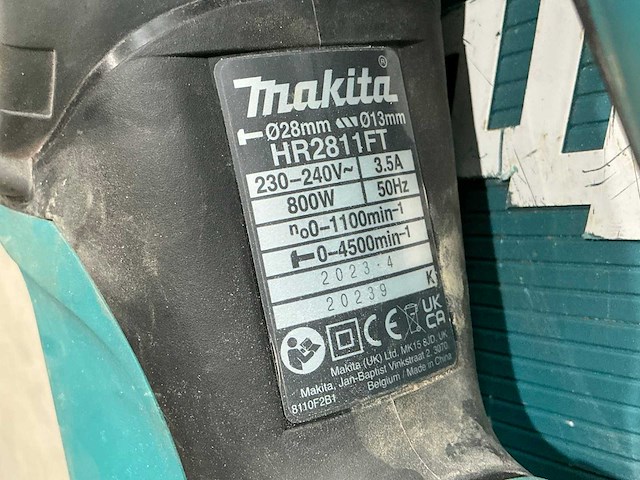 makita®
Ø28mm Ø13mm
HR2811FT
230-240V~ 3.5A
800W 50Hz
n₀0-1100min⁻¹
0-4500min⁻¹
2023-4
20239 K
CE UK CA
Makita (UK) Ltd. MK15 8JD, UK
Makita, Jan-Baptist Vinkstraat 2, 3070
Belgium / Made in China
8110F2B1